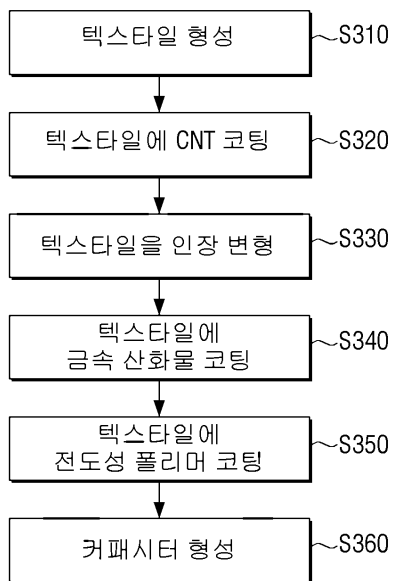 텍스타일 형성
S310
텍스타일에 CNT 코팅
S320
텍스타일을 인장 변형
S330
텍스타일에
금속 산화물 코팅
S340
텍스타일에
전도성 폴리머 코팅
S350
커패시터 형성
S360